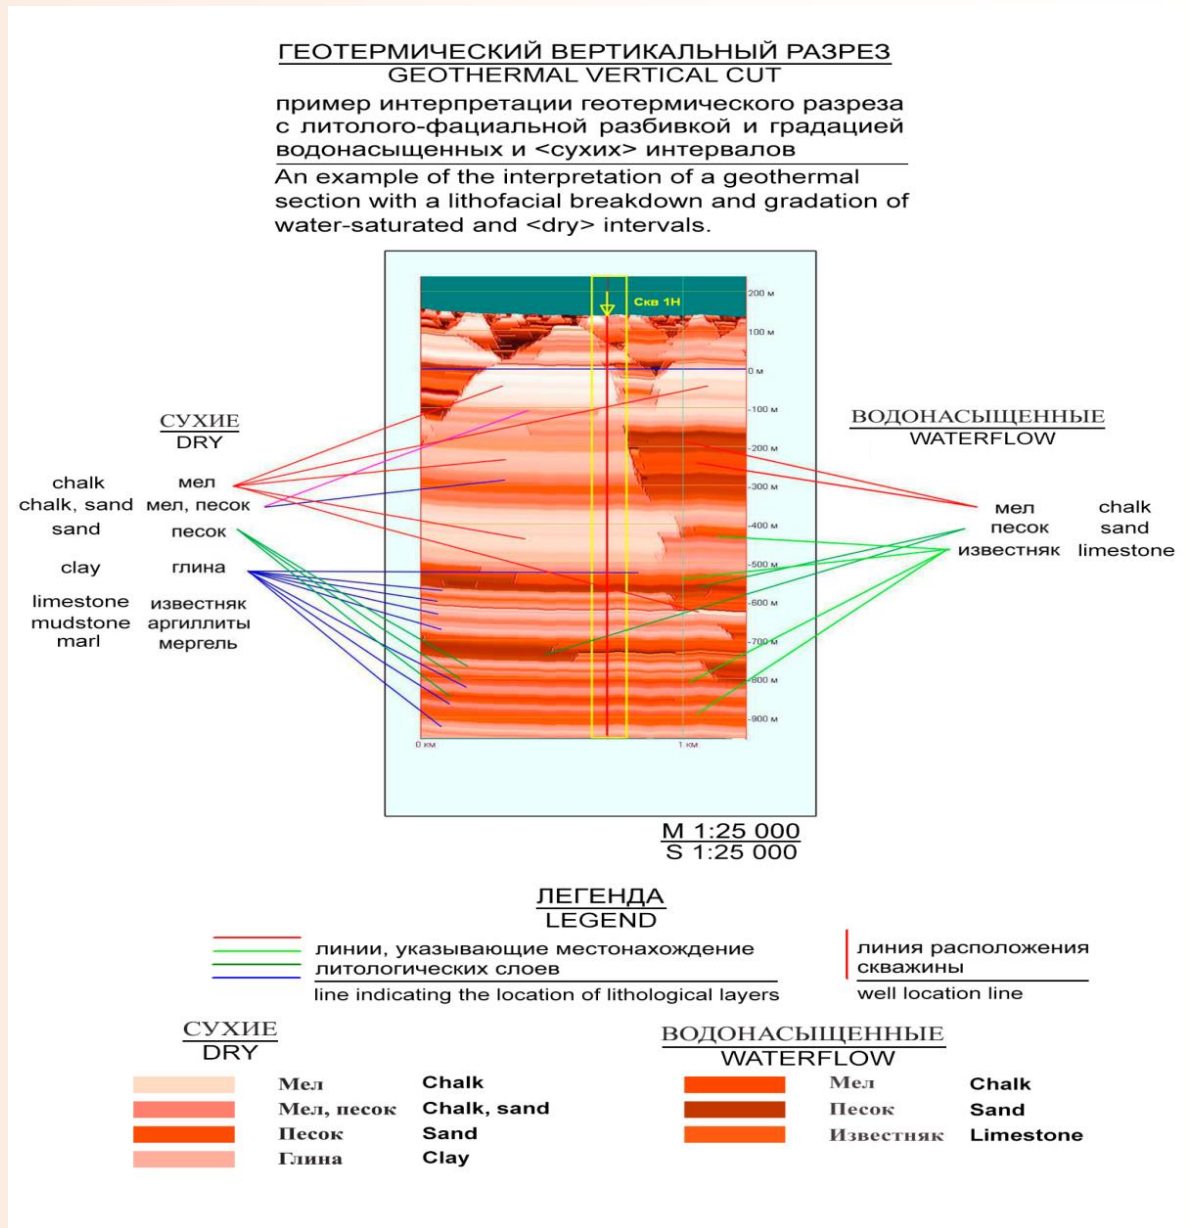 ГЕОТЕРМИЧЕСКИЙ ВЕРТИКАЛЬНЫЙ РАЗРЕЗ
GEOTHERMAL VERTICAL CUT
пример интерпретации геотермического разреза
с литолого-фациальной разбивкой и градацией
водонасыщенных и <сухих> интервалов
An example of the interpretation of a geothermal
section with a lithofacial breakdown and gradation of
water-saturated and <dry> intervals.
Скв 1Н
200 м
100 м
0 м
-100 м
-200 м
-300 м
-400 м
-500 м
-600 м
-700 м
-800 м
-900 м
0 км
1 км
СУХИЕ
DRY
chalk мел
chalk, sand мел, песок
sand песок
clay глина
limestone известняк
mudstone аргиллиты
marl мергель
ВОДОНАСЫЩЕННЫЕ
WATERFLOW
мел chalk
песок sand
известняк limestone
М 1:25 000
S 1:25 000
ЛЕГЕНДА
LEGEND
линии, указывающие местонахождение
литологических слоев
line indicating the location of lithological layers
линия расположения
скважины
well location line
СУХИЕ
DRY
Мел Chalk
Мел, песок Chalk, sand
Песок Sand
Глина Clay
ВОДОНАСЫЩЕННЫЕ
WATERFLOW
Мел Chalk
Песок Sand
Известняк Limestone